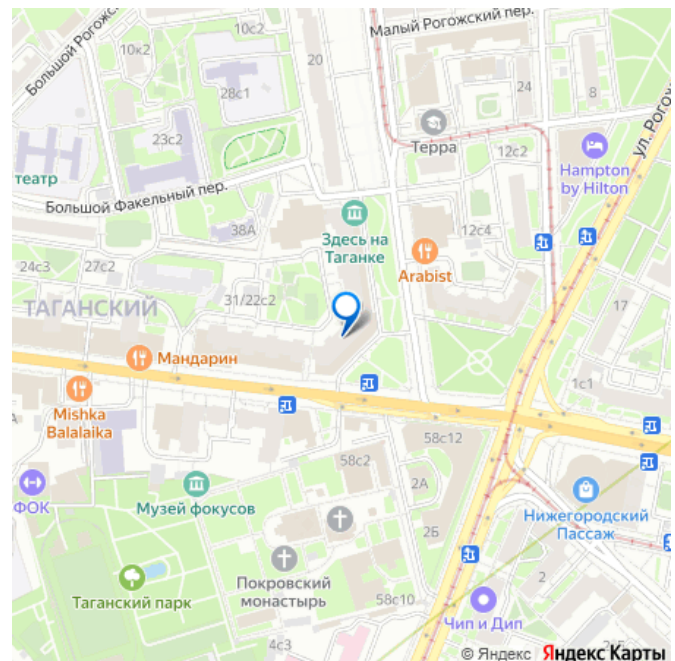 Большой Рогожс
10к2
10с2
20
Малый Рогожский пер.
24
8
28с1
Терра
12с2
ул. Рогожс
Hampton
by Hilton
23с2
театр
Большой Факельный пер.
38А
Здесь на
Таганке
12с4
Arabist
24с3
27с2
31/22с2
17
ТАГАНСКИЙ
Мандарин
1с1
Mishka
Balalaika
58с12
58с2
2А
ФОК
Музей фокусов
2Б
Нижегородский
Пассаж
Покровский
монастырь
Таганский парк
58с10
2
Чип и Дип
4с3
© Яндекс Яндекс Карты